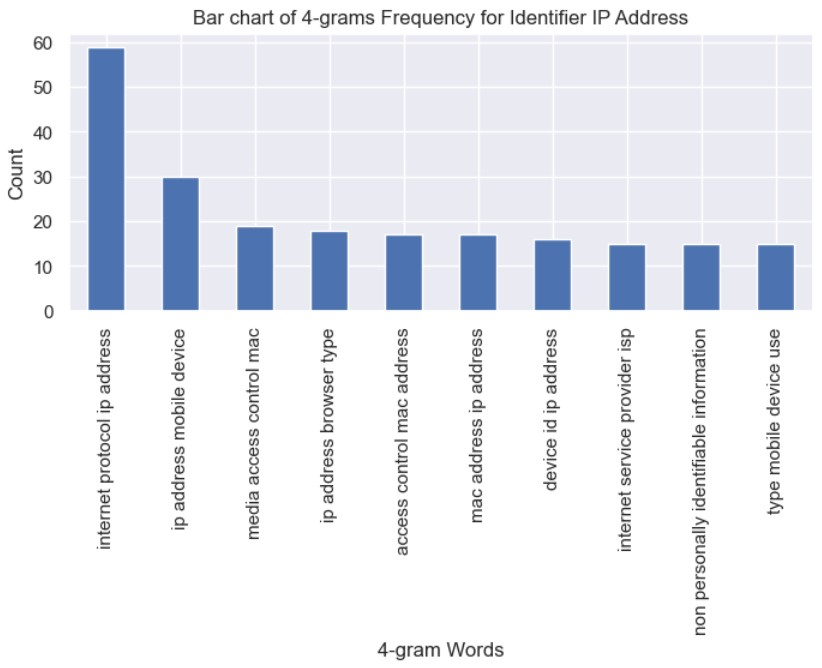 Bar chart of 4-grams Frequency for Identifier IP Address
Count
60
50
40
30
20
10
0
internet protocol ip address
ip address mobile device
media access control mac
ip address browser type
access control mac address
mac address ip address
device id ip address
internet service provider isp
non personally identifiable information
type mobile device use
4-gram Words